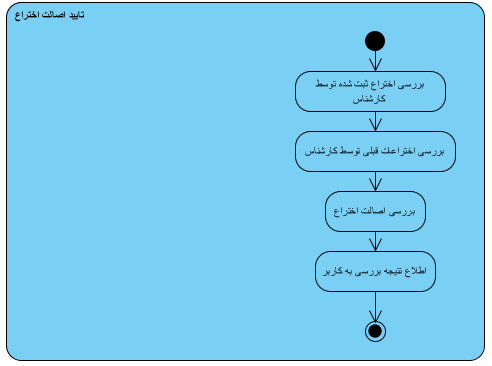 تایید اصالت اختراع
بررسی اختراع ثبت شده توسط
کارشناس
بررسی اختراعات قبلی توسط کارشناس
بررسی اصالت اختراع
اطلاع نتیجه بررسی به کاربر